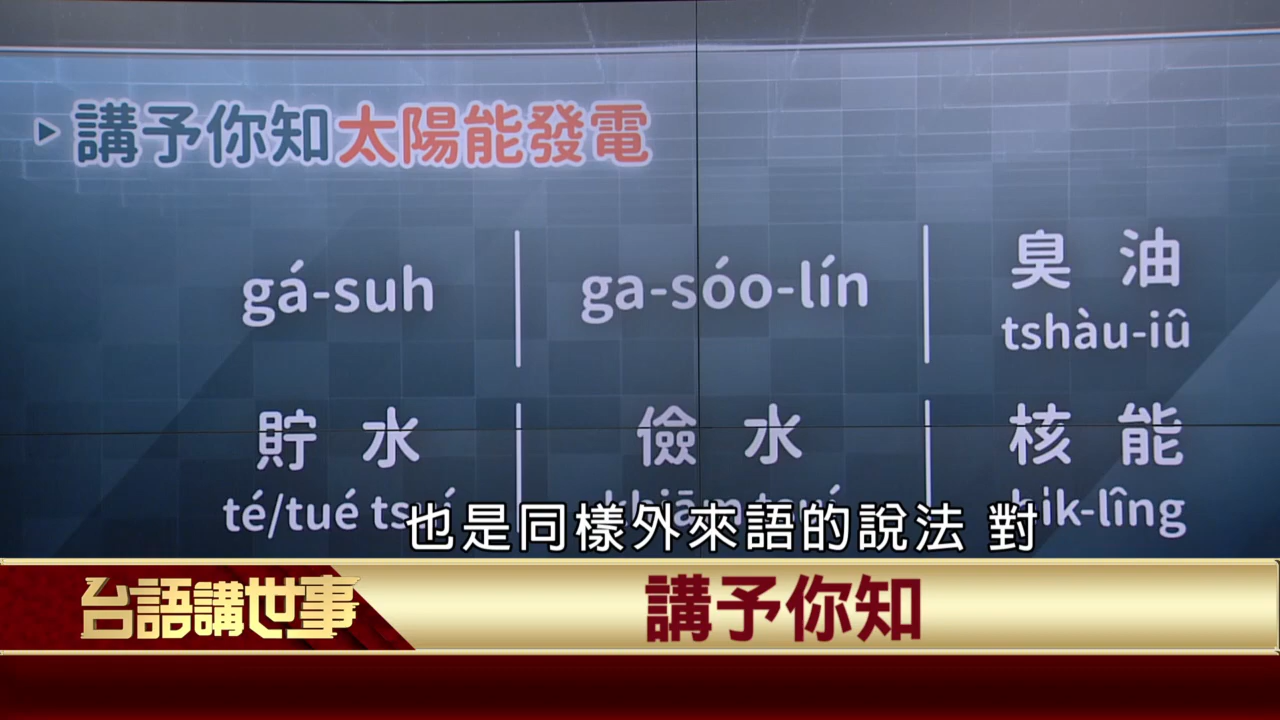 講予你知太陽能發電
gá-suh
ga-sóo-lín
臭油
tshàu-iû
貯水
儉水
核能
té/tué
hik-lîng
也是同樣外來語的說法 對
台語講世事
講予你知